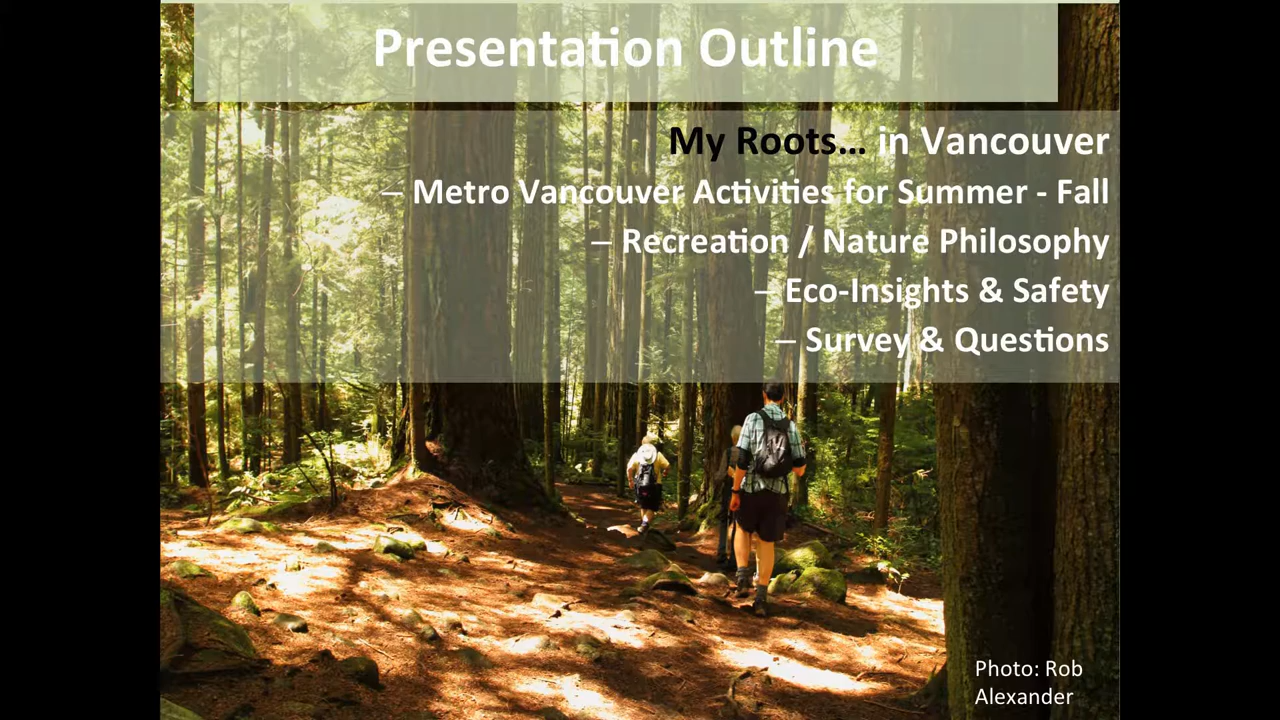 Presentation Outline
My Roots... in Vancouver
– Metro Vancouver Activities for Summer - Fall
– Recreation / Nature Philosophy
– Eco-Insights & Safety
– Survey & Questions
Photo: Rob
Alexander